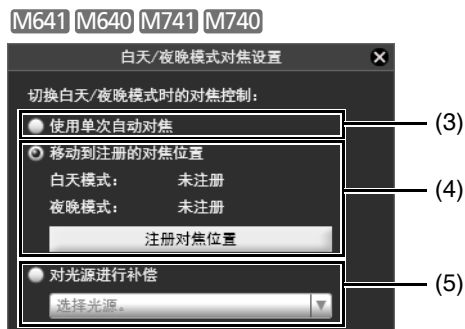 M641 M640 M741 M740
白天/夜晚模式对焦设置
切换白天/夜晚模式时的对焦控制：
使用单次自动对焦
(3)
移动到注册的对焦位置
白天模式： 未注册
(4)
夜晚模式： 未注册
注册对焦位置
对光源进行补偿
(5)
选择光源。